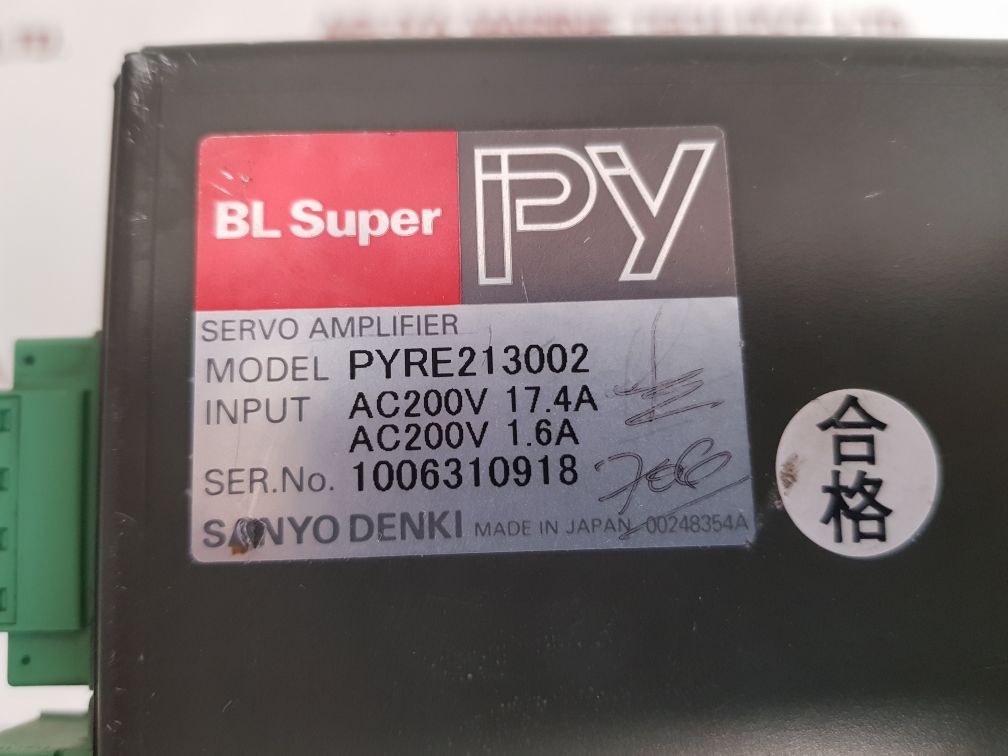 BL Super PY
SERVO AMPLIFIER
MODEL PYRE213002
INPUT AC200V 17.4A
AC200V 1.6A
SER.No. 1006310918
SANYO DENKI MADE IN JAPAN 00248354A
合格